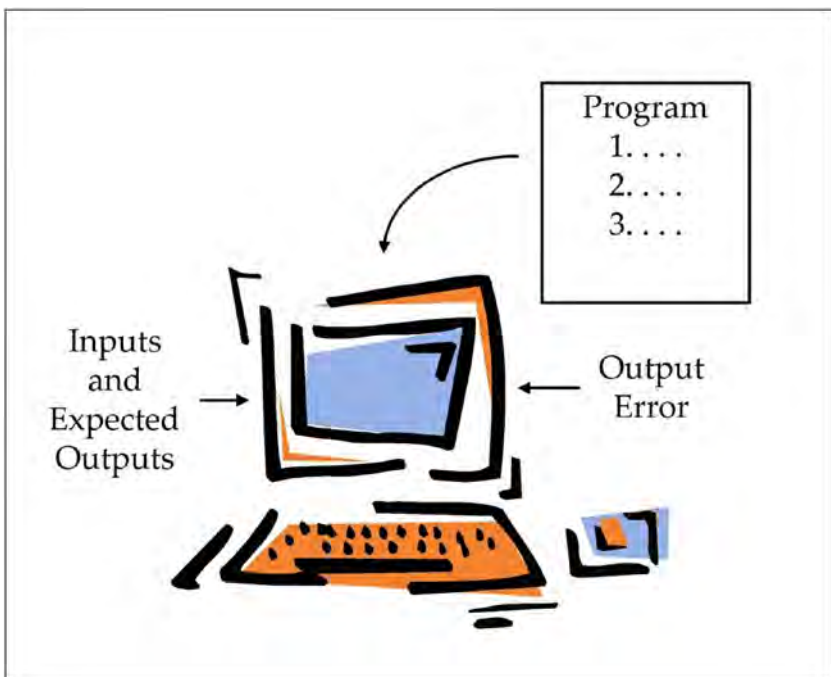 Program
1. . . .
2. . . .
3. . . .
Inputs
and
Expected
Outputs
Output
Error